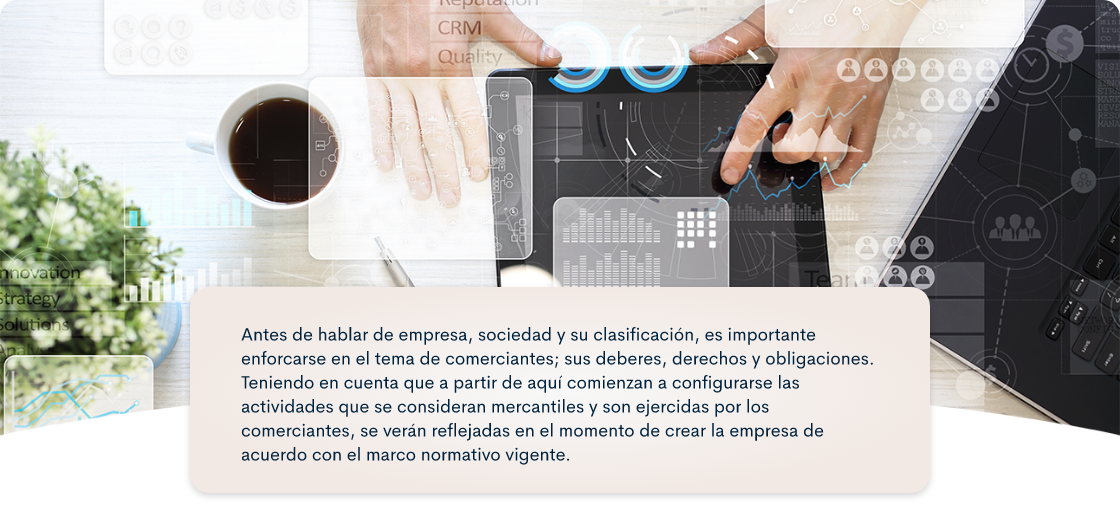 Reputation
CRM
Quality
Innovation
Strategy
Solutions
Team
Antes de hablar de empresa, sociedad y su clasificación, es importante
enforcarse en el tema de comerciantes; sus deberes, derechos y obligaciones.
Teniendo en cuenta que a partir de aquí comienzan a configurarse las
actividades que se consideran mercantiles y son ejercidas por los
comerciantes, se verán reflejadas en el momento de crear la empresa de
acuerdo con el marco normativo vigente.